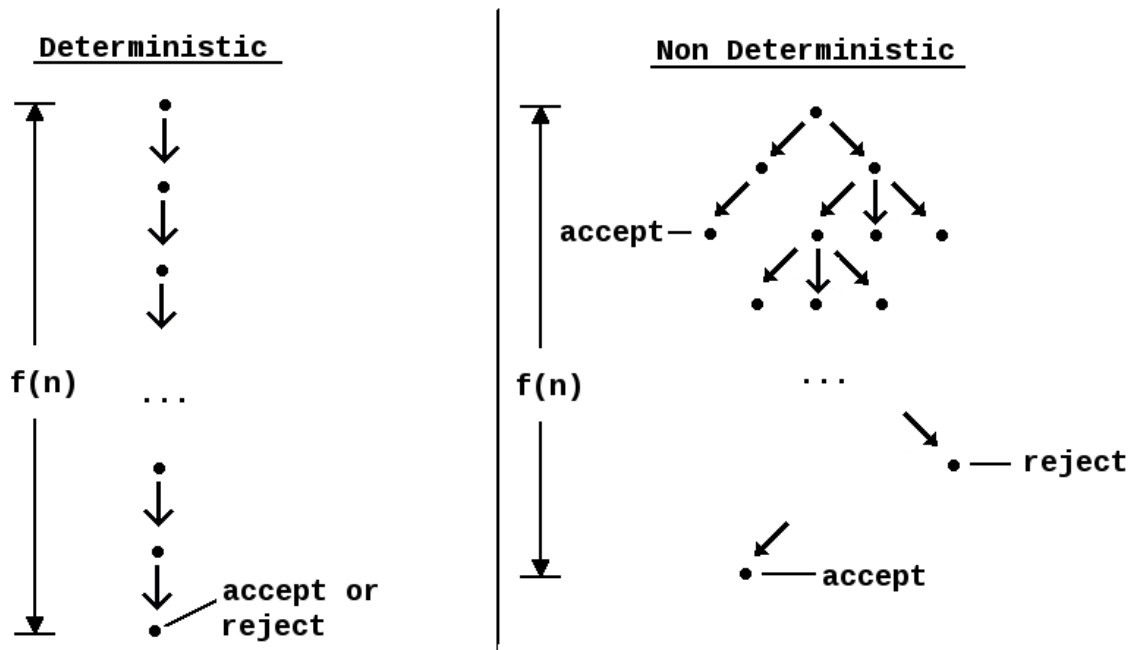 Deterministic
f(n)
...
accept or
reject
Non Deterministic
accept
f(n)
...
reject
accept